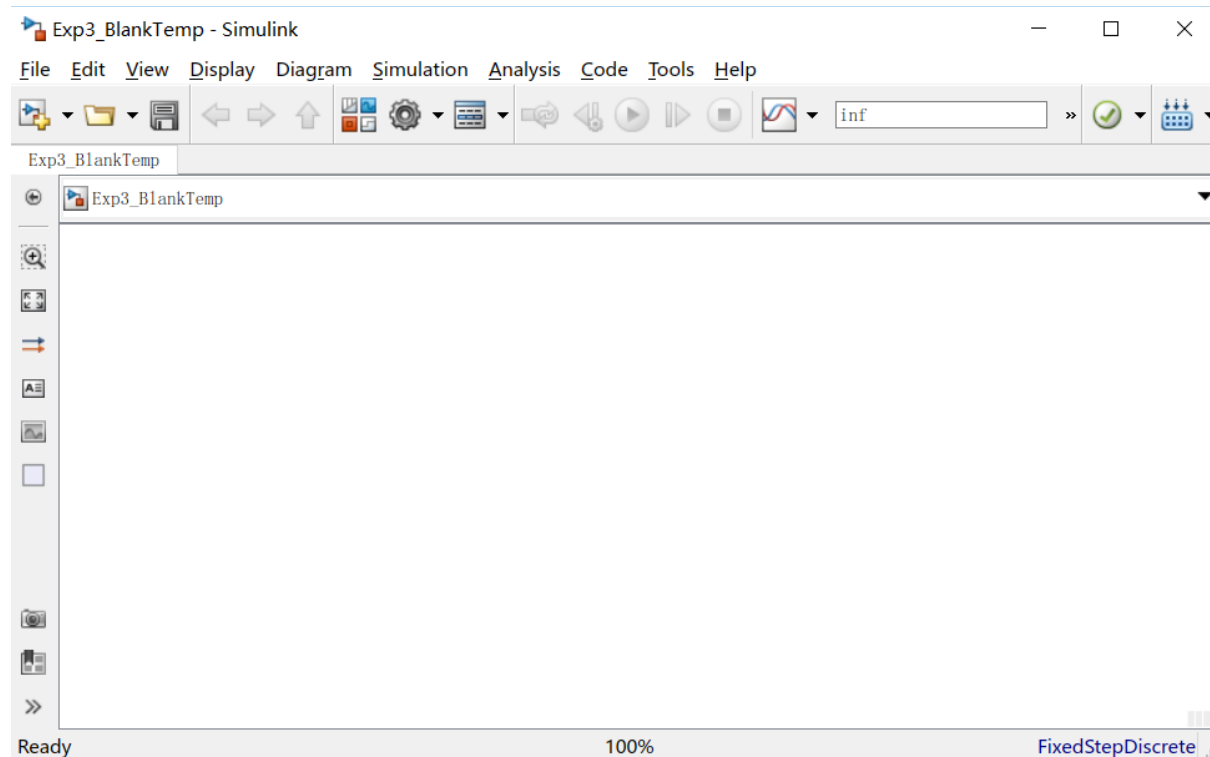 Exp3_BlankTemp - Simulink
File Edit View Display Diagram Simulation Analysis Code Tools Help
inf
Exp3_BlankTemp
Exp3_BlankTemp
Ready 100% FixedStepDiscrete